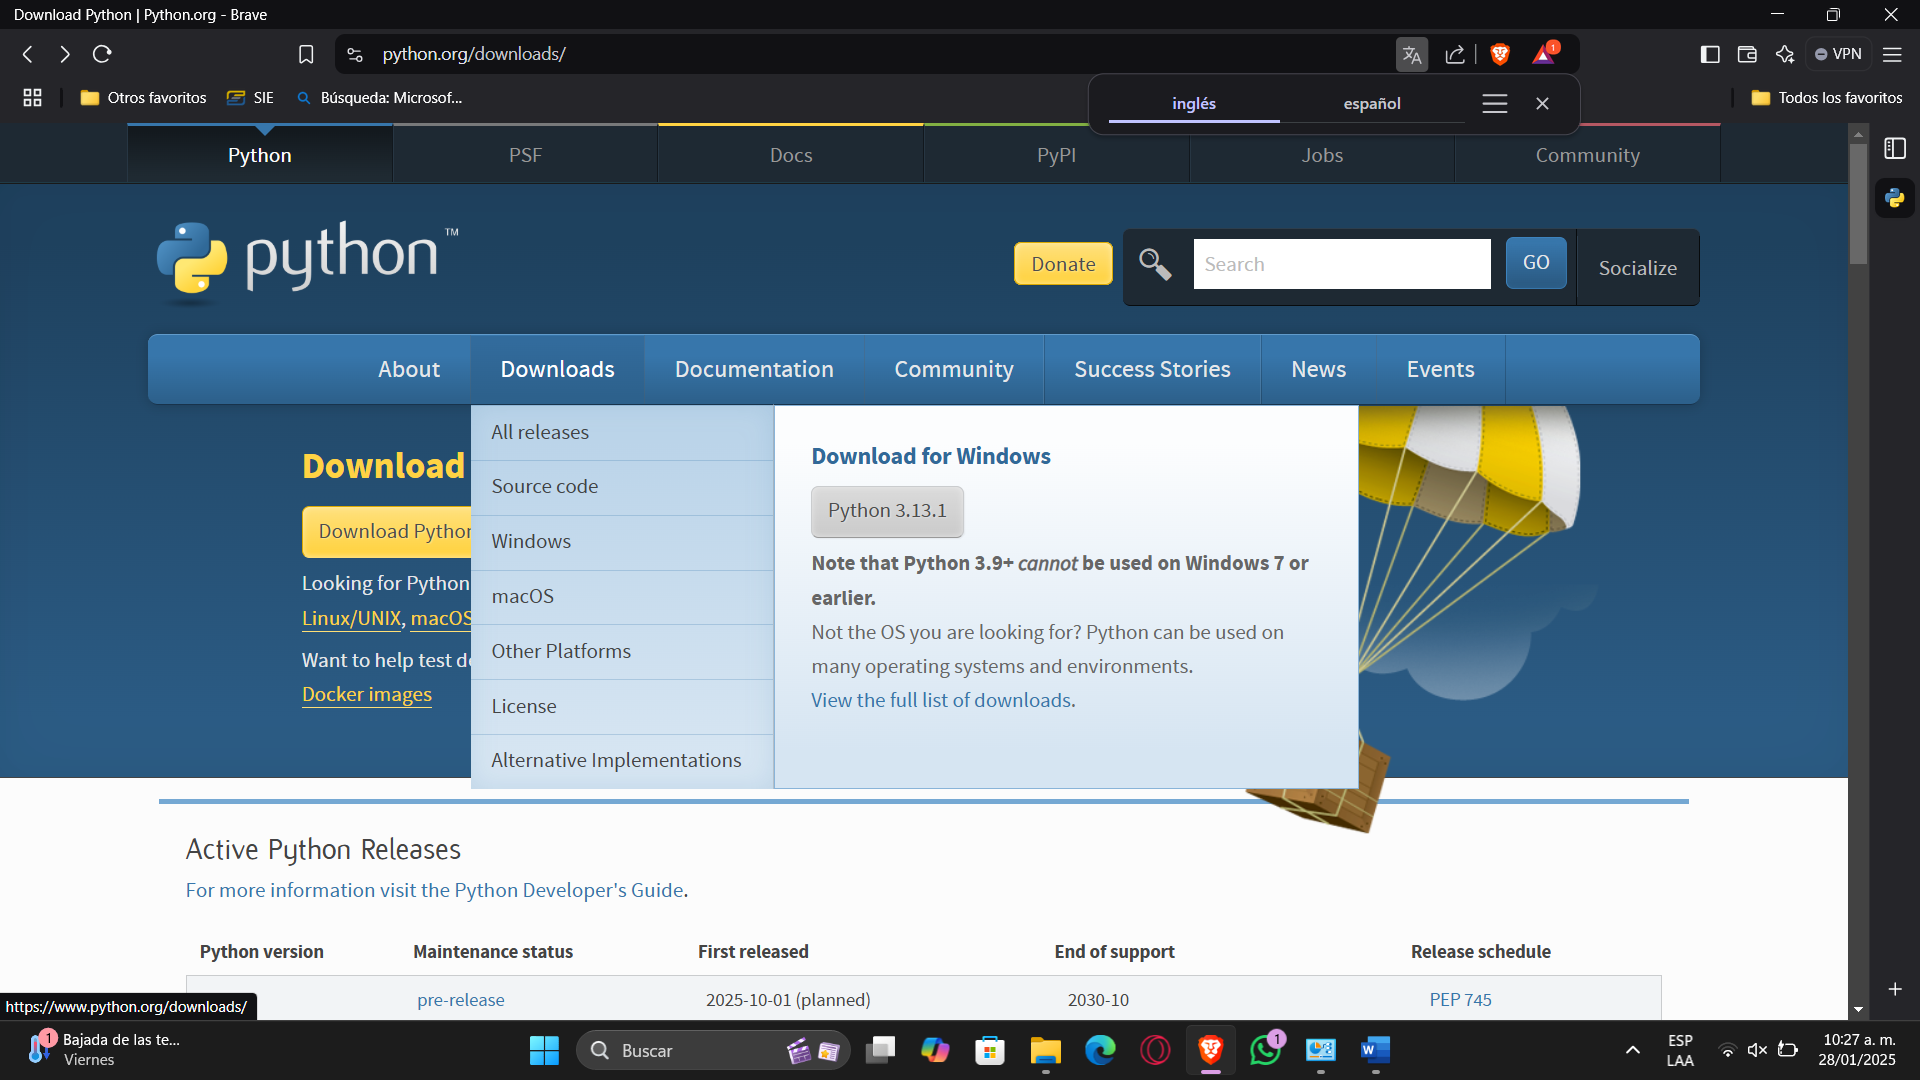 Download Python | Python.org - Brave
python.org/downloads/
1
VPN
Otros favoritos
SIE
Búsqueda: Microsof...
inglés
español
Todos los favoritos
Python
PSF
Docs
PyPI
Jobs
Community
python™
Donate
Search
GO
Socialize
About
Downloads
Documentation
Community
Success Stories
News
Events
Download
Download Python
Looking for Python
Linux/UNIX, macOS
Want to help test de
Docker images
All releases
Source code
Windows
macOS
Other Platforms
License
Alternative Implementations
Download for Windows
Python 3.13.1
Note that Python 3.9+ cannot be used on Windows 7 or
earlier.
Not the OS you are looking for? Python can be used on
many operating systems and environments.
View the full list of downloads.
Active Python Releases
For more information visit the Python Developer's Guide.
Python version
Maintenance status
First released
End of support
Release schedule
pre-release
2025-10-01 (planned)
2030-10
PEP 745
https://www.python.org/downloads/
1
Bajada de las te...
Viernes
Buscar
1
ESP
LAA
10:27 a. m.
28/01/2025